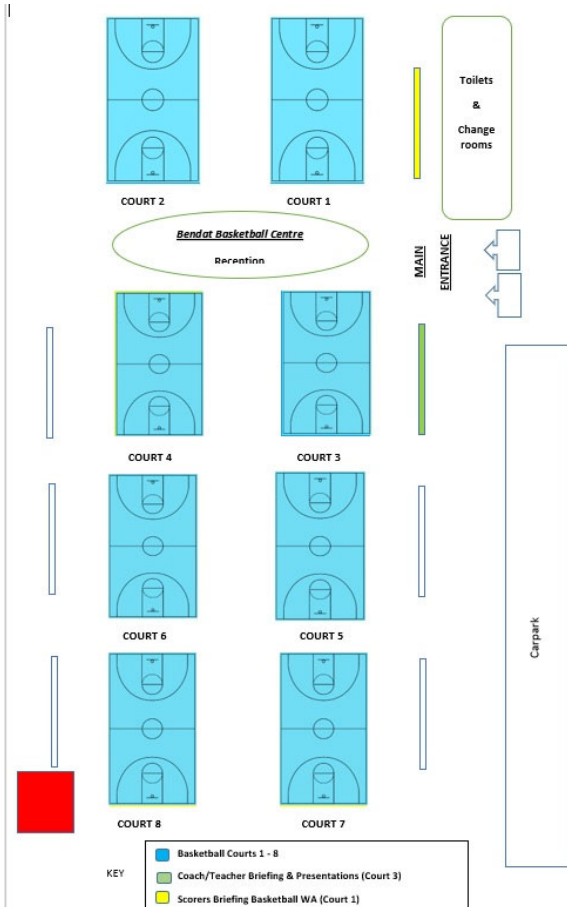 Toilets
&
Change
rooms
COURT 2
COURT 1
Bendat Basketball Centre
Reception
MAIN
ENTRANCE
COURT 4
COURT 3
COURT 6
COURT 5
Carpark
COURT 8
COURT 7
KEY
Basketball Courts 1 - 8
Coach/Teacher Briefing & Presentations (Court 3)
Scorers Briefing Basketball WA (Court 1)